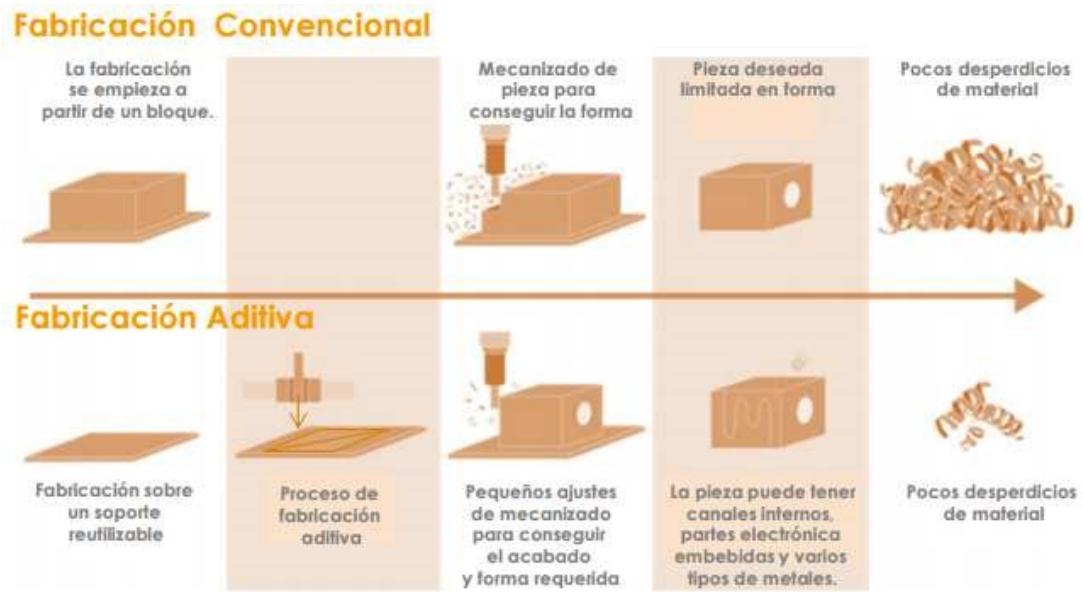 Fabricación Convencional
La fabricación
se empieza a
partir de un bloque.
Mecanizado de
pieza para
conseguir la forma
Pieza deseada
limitada en forma
Pocos desperdicios
de material
Fabricación Aditiva
Fabricación sobre
un soporte
reutilizable
Proceso de
fabricación
aditiva
Pequeños ajustes
de mecanizado
para conseguir
el acabado
y forma requerida
La pieza puede tener
canales internos,
partes electrónica
embebidas y varios
tipos de metales.
Pocos desperdicios
de material